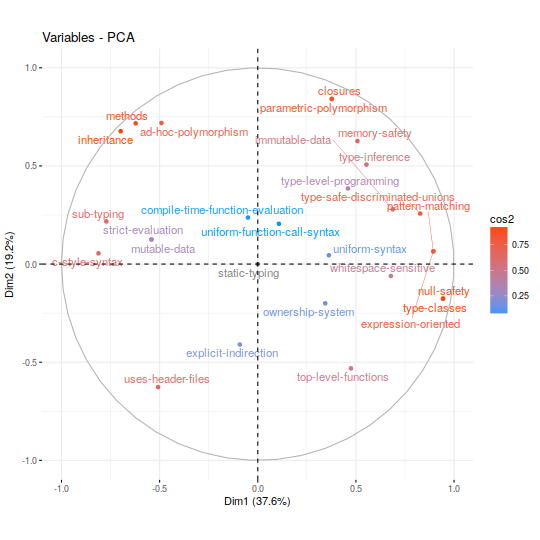 Variables - PCA
1.0
closures
methods
parametric-polymorphism
ad-hoc-polymorphism
memory-safety
inheritance
immutable-data
type-inference
0.5
type-level-programming
type-safe-discriminated-unions
pattern-matching
sub-typing
compile-time-function-evaluation
strict-evaluation
uniform-function-call-syntax
mutable-data
uniform-syntax
c-style-syntax
0.0
static-typing
whitespace-sensitive
null-safety
ownership-system
type-classes
expression-oriented
explicit-indirection
-0.5
uses-header-files
top-level-functions
-1.0
-1.0 -0.5 0.0 0.5 1.0
Dim1 (37.6%)
Dim2 (19.2%)
cos2
0.75
0.50
0.25